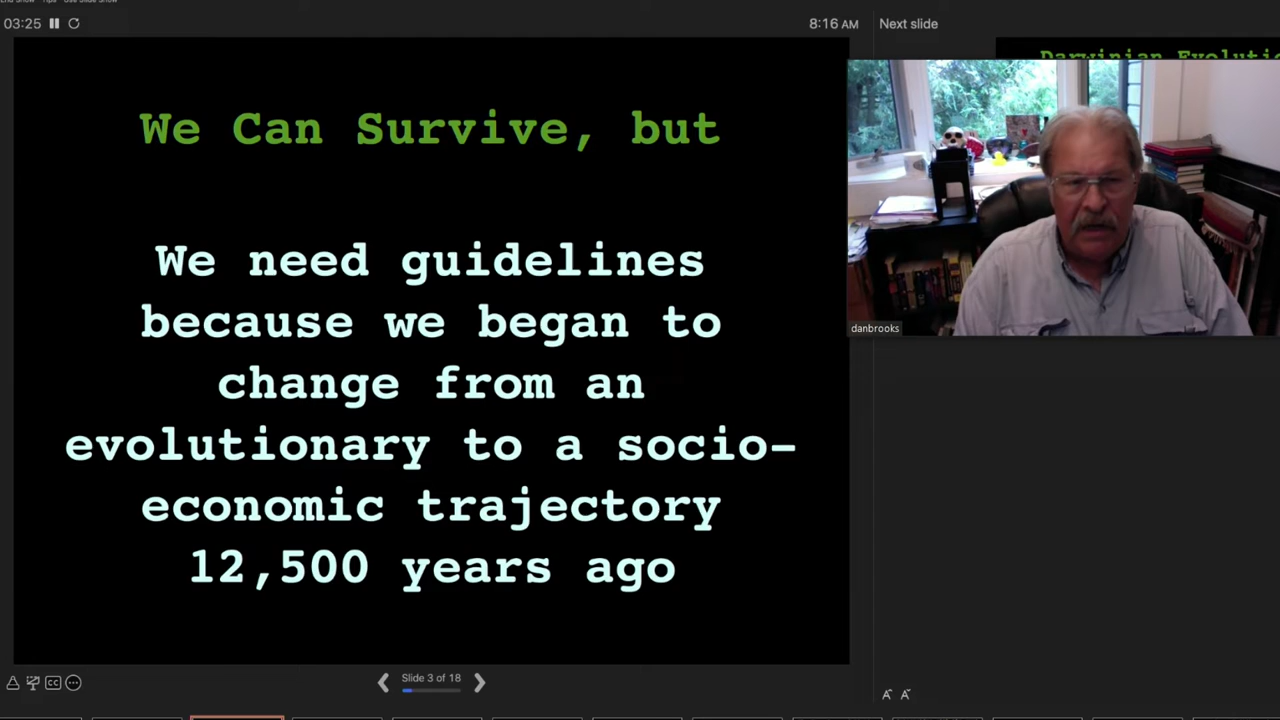 03:25
8:16 AM
Next slide
We Can Survive, but
We need guidelines
because we began to
change from an
evolutionary to a socio-
economic trajectory
12,500 years ago
danbrooks
Slide 3 of 18